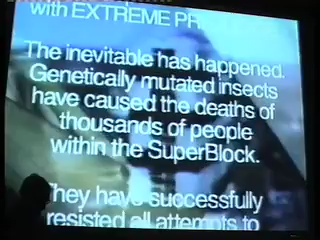 with EXTREME PR
The inevitable has happened.
Genetically mutated insects
have caused the deaths of
thousands of people
within the SuperBlock.
They have successfully
resisted all attempts to